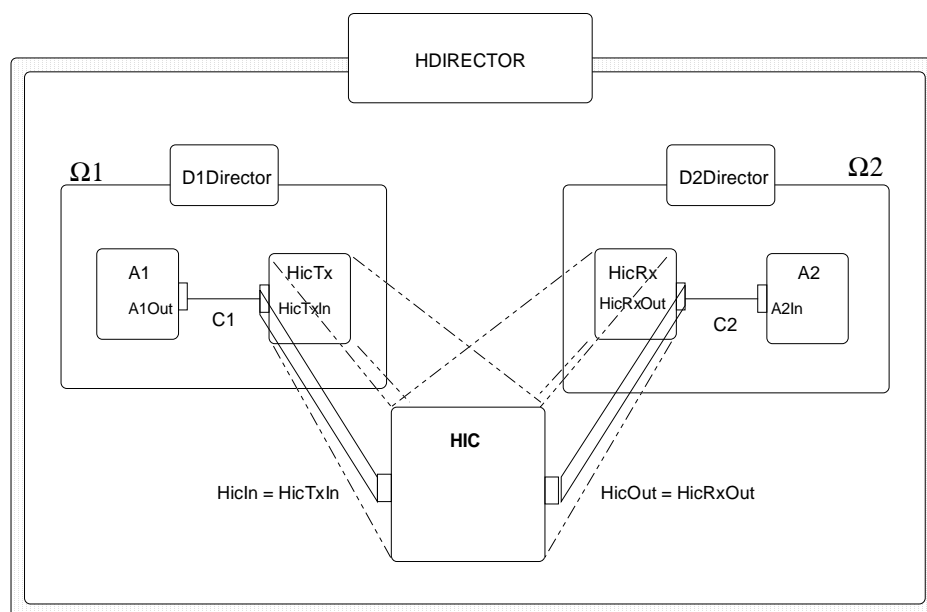 HDIRECTOR
Ω1
D1Director
D2Director
Ω2
A1
HicTx
HicRx
A2
A1Out
HicTxIn
HicRxOut
A2In
C1
C2
HIC
HicIn = HicTxIn
HicOut = HicRxOut